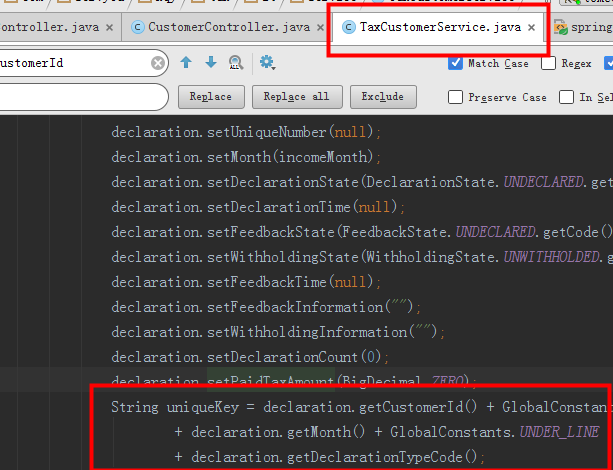 ontroller.java × CustomerController.java × TaxCustomerService.java × spring
ustomerId Match Case Regex
Replace Replace all Exclude Preserve Case In Sel
declaration.setUniqueNumber(null);
declaration.setMonth(incomeMonth);
declaration.setDeclarationState(DeclarationState.UNDECLARED.get
declaration.setDeclarationTime(null);
declaration.setFeedbackState(FeedbackState.UNDECLARED.getCode()
declaration.setWithholdingState(WithholdingState.UNWITHHOLDED.g
declaration.setFeedbackTime(null);
declaration.setFeedbackInformation("");
declaration.setWithholdingInformation("");
declaration.setDeclarationCount(0);
declaration.setPaidTaxAmount(BigDecimal.ZERO);
String uniqueKey = declaration.getCustomerId() + GlobalConstan
+ declaration.getMonth() + GlobalConstants.UNDER_LINE
+ declaration.getDeclarationTypeCode();